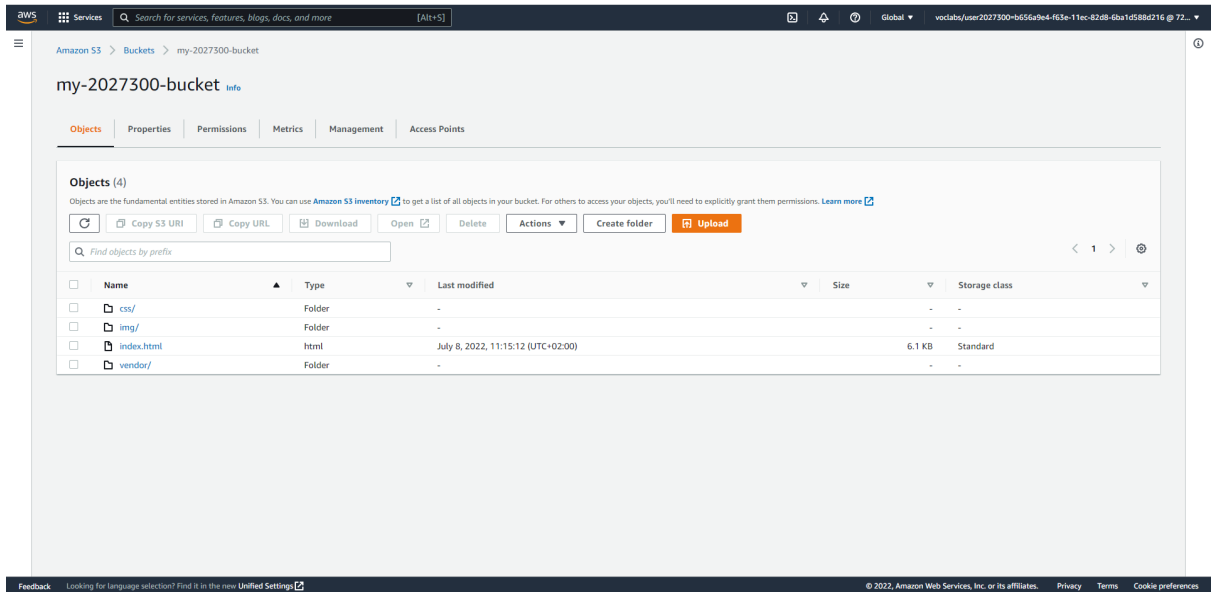 aws Services Search for services, features, blogs, docs, and more [Alt+S] Global ▼ voclabs/user2027300=b656a9e4-f63e-11ec-82d8-6ba1d588d216 @ 72... ▼
Amazon S3 > Buckets > my-2027300-bucket
my-2027300-bucket Info
Objects Properties Permissions Metrics Management Access Points
Objects (4)
Objects are the fundamental entities stored in Amazon S3. You can use Amazon S3 inventory to get a list of all objects in your bucket. For others to access your objects, you'll need to explicitly grant them permissions. Learn more
Copy S3 URI Copy URL Download Open Delete Actions ▼ Create folder Upload
Find objects by prefix < 1 >
Name ▲ Type Last modified Size Storage class
css/ Folder - - -
img/ Folder - - -
index.html html July 8, 2022, 11:15:12 (UTC+02:00) 6.1 KB Standard
vendor/ Folder - - -
Feedback Looking for language selection? Find it in the new Unified Settings © 2022, Amazon Web Services, Inc. or its affiliates. Privacy Terms Cookie preferences